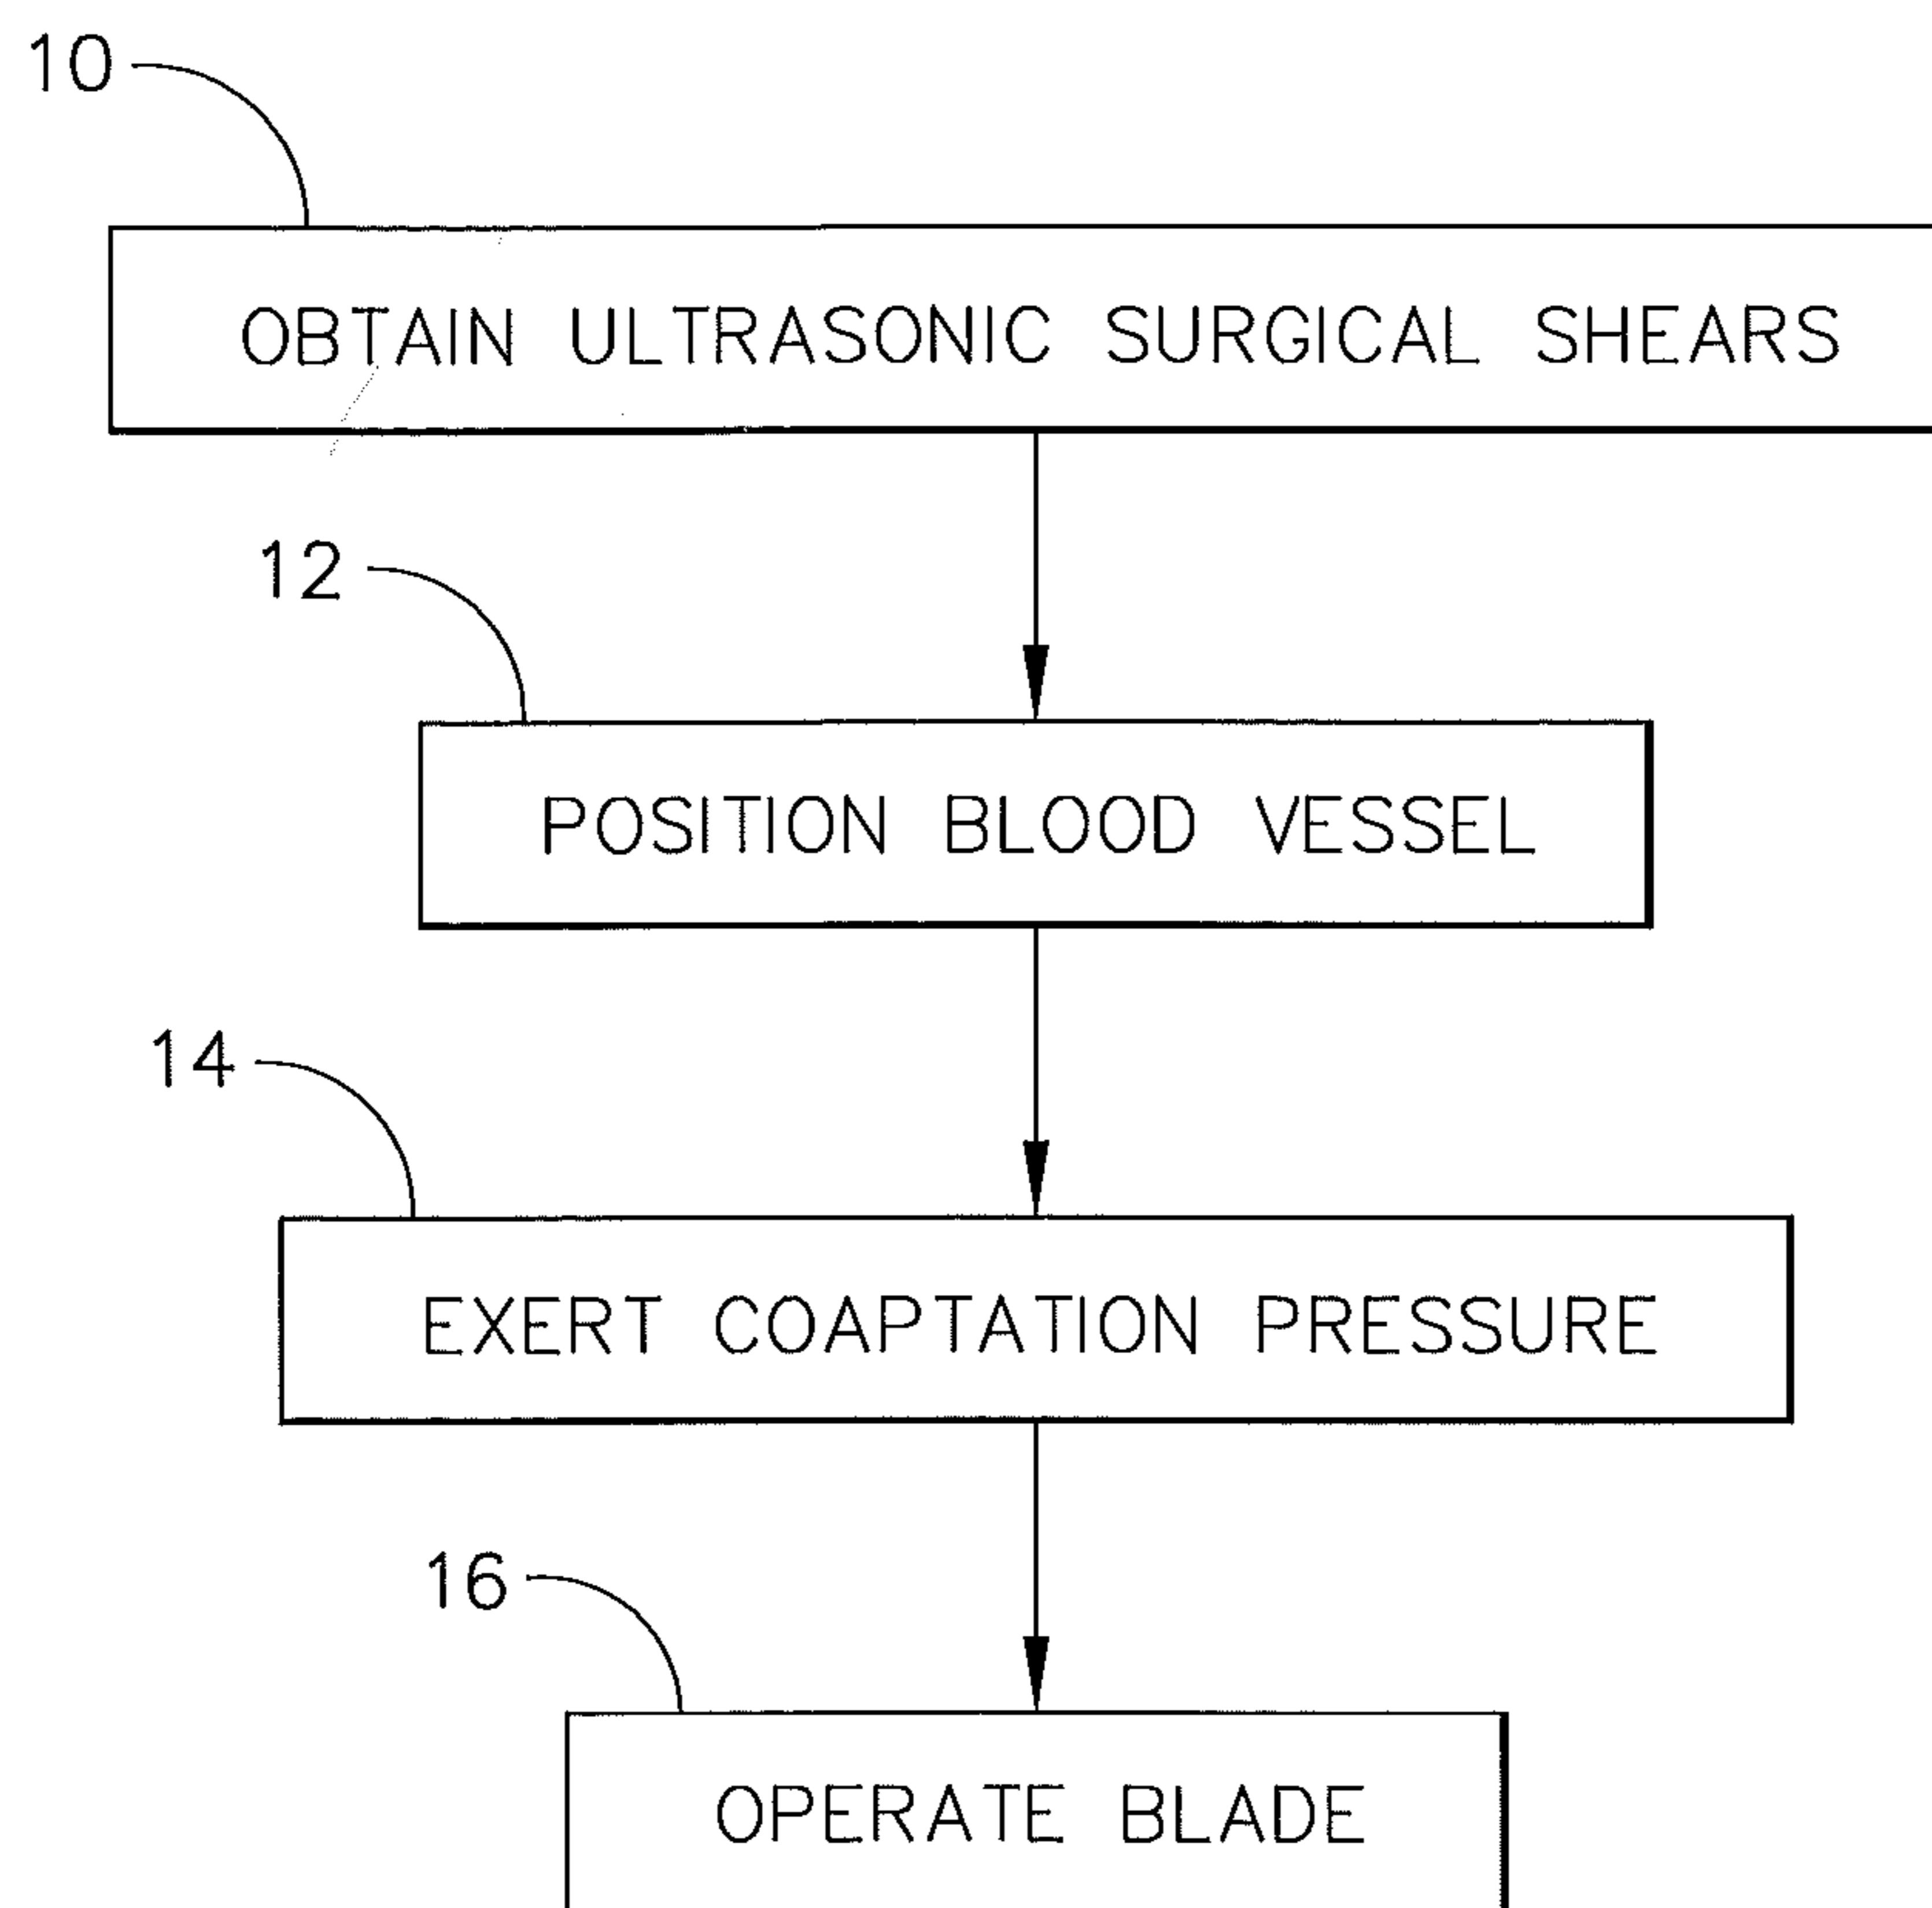 10
OBTAIN ULTRASONIC SURGICAL SHEARS
12
POSITION BLOOD VESSEL
14
EXERT COAPTATION PRESSURE
16
OPERATE BLADE